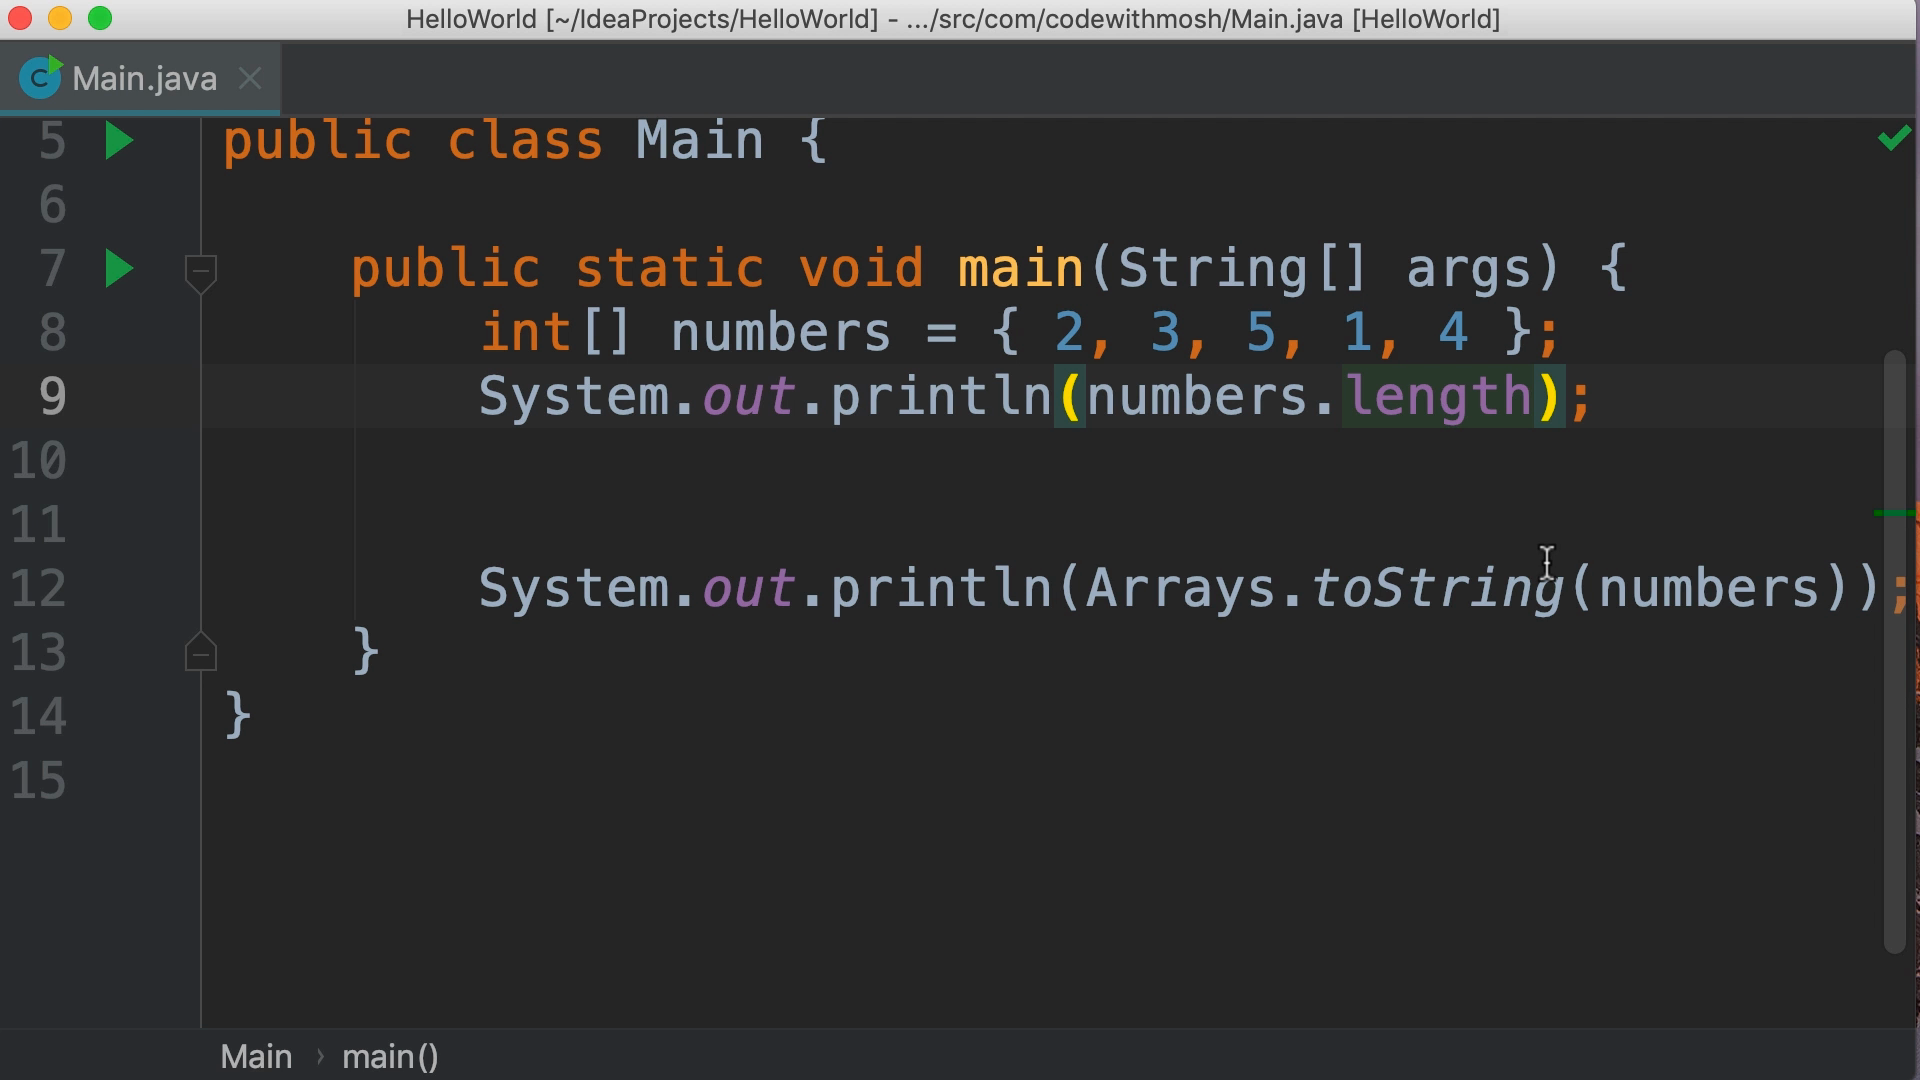 HelloWorld [~/IdeaProjects/HelloWorld] - .../src/com/codewithmosh/Main.java [HelloWorld]
C Main.java
5 public class Main {
6
7 public static void main(String[] args) {
8 int[] numbers = { 2, 3, 5, 1, 4 };
9 System.out.println(numbers.length);
10
11
12 System.out.println(Arrays.toString(numbers));
13 }
14 }
15
Main › main()